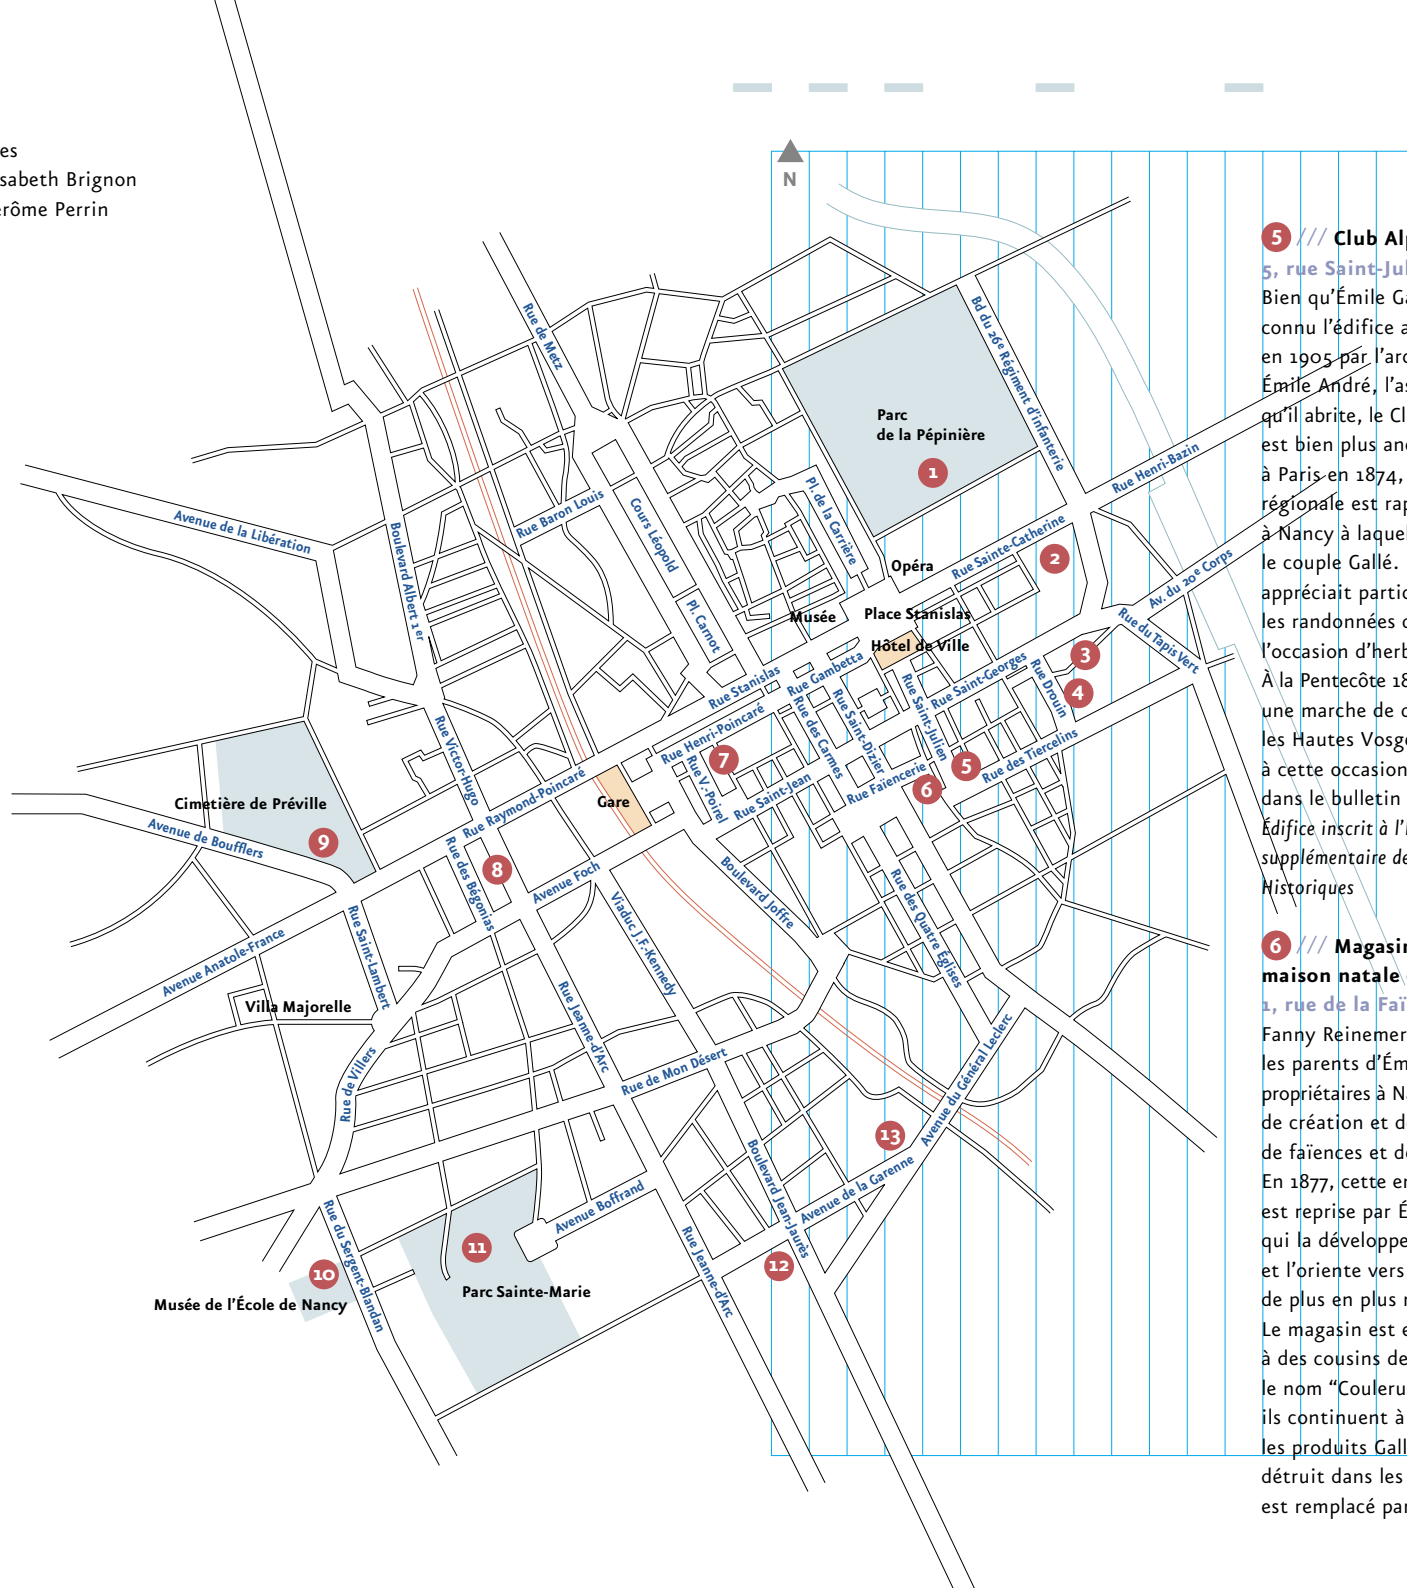 es
sabeth Brignon
érôme Perrin
N
Rue de Metz
Bd du 26e Régiment d'infanterie
Parc
de la Pépinière
1
Rue Henri-Bazin
Pl. de la Carrière
Rue Baron Louis
Cours Léopold
Avenue de la Libération
Boulevard Albert 1er
Rue Sainte-Catherine
2
Opéra
Av. du 20e Corps
Musée
Place Stanislas
Pl. Carnot
Hôtel de Ville
Rue du Tapis Vert
3
4
Rue Stanislas
Rue Gambetta
Rue Saint-Georges
Rue Drouin
Rue Henri-Poincaré
Rue des Carmes
Rue Saint-Dizier
Rue Saint-Julien
Rue Victor-Hugo
7
Rue V.-Poirel
5
Rue des Tiercelins
6
Rue Faïencerie
Rue Saint-Jean
Rue Raymond-Poincaré
Gare
Cimetière de Préville
9
Avenue de Boufflers
Rue des Bégonias
8
Avenue Foch
Boulevard Joffre
Rue des Quatre Églises
Viaduc J.F.-Kennedy
Rue Saint-Lambert
Avenue Anatole-France
Villa Majorelle
Rue Jeanne-d'Arc
Rue de Villers
Rue de Mon Désert
Avenue du Général Leclerc
13
Boulevard Jean-Jaurès
Avenue de la Garenne
Avenue Boffrand
Rue du Sergent-Blandan
11
10
12
Rue Jeanne-d'Arc
Parc Sainte-Marie
Musée de l'École de Nancy
5 /// Club Alp
5, rue Saint-Jul
Bien qu'Émile Ga
connu l'édifice a
en 1905 par l'arc
Émile André, l'as
qu'il abrite, le Cl
est bien plus anc
à Paris en 1874,
régionale est rap
à Nancy à laquel
le couple Gallé.
appréciait partic
les randonnées d
l'occasion d'herb
À la Pentecôte 18
une marche de d
les Hautes Vosge
à cette occasion
dans le bulletin
Édifice inscrit à l'I
supplémentaire de
Historiques
6 /// Magasin
maison natale
1, rue de la Faï
Fanny Reinemer
les parents d'Ém
propriétaires à Na
de création et d
de faïences et de
En 1877, cette en
est reprise par É
qui la développe
et l'oriente vers
de plus en plus r
Le magasin est e
à des cousins de
le nom “Couleru
ils continuent à
les produits Gall
détruit dans les
est remplacé par